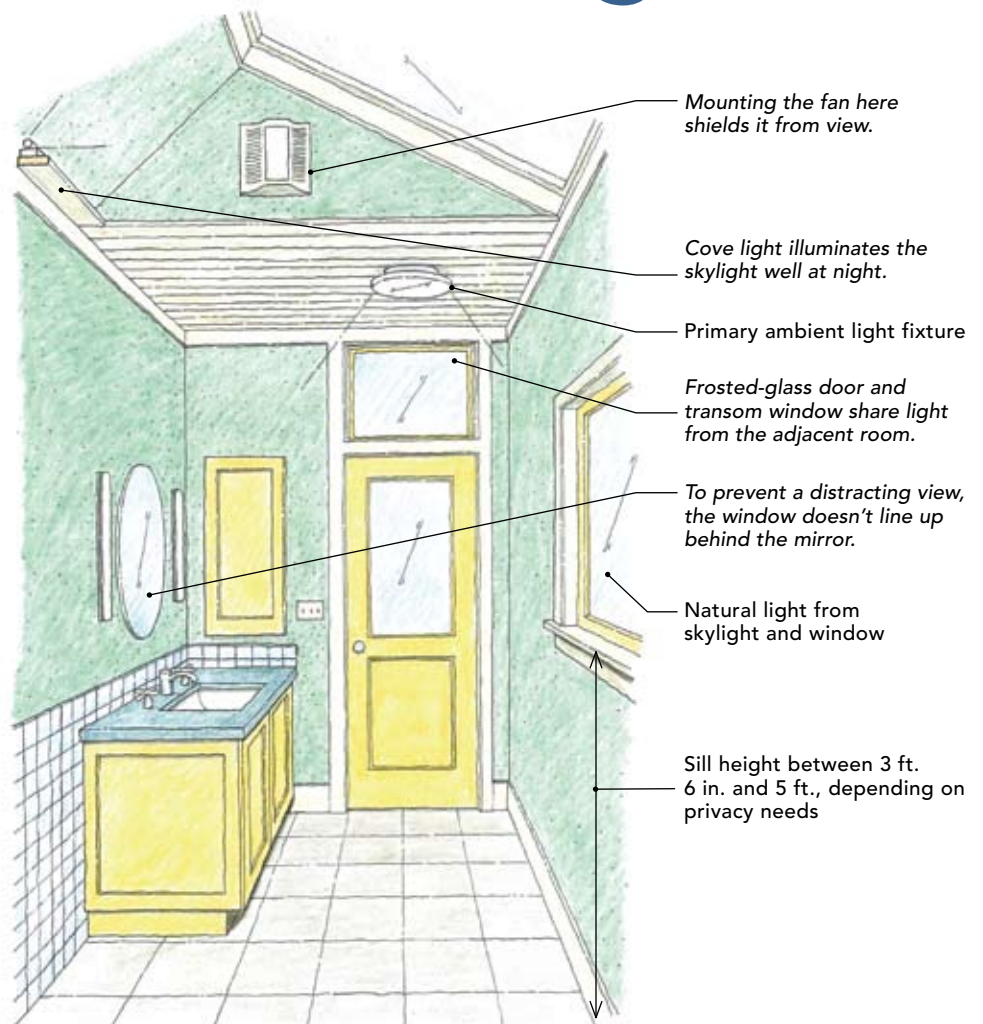 Mounting the fan here
shields it from view.
Cove light illuminates the
skylight well at night.
Primary ambient light fixture
Frosted-glass door and
transom window share light
from the adjacent room.
To prevent a distracting view,
the window doesn’t line up
behind the mirror.
Natural light from
skylight and window
Sill height between 3 ft.
6 in. and 5 ft., depending on
privacy needs